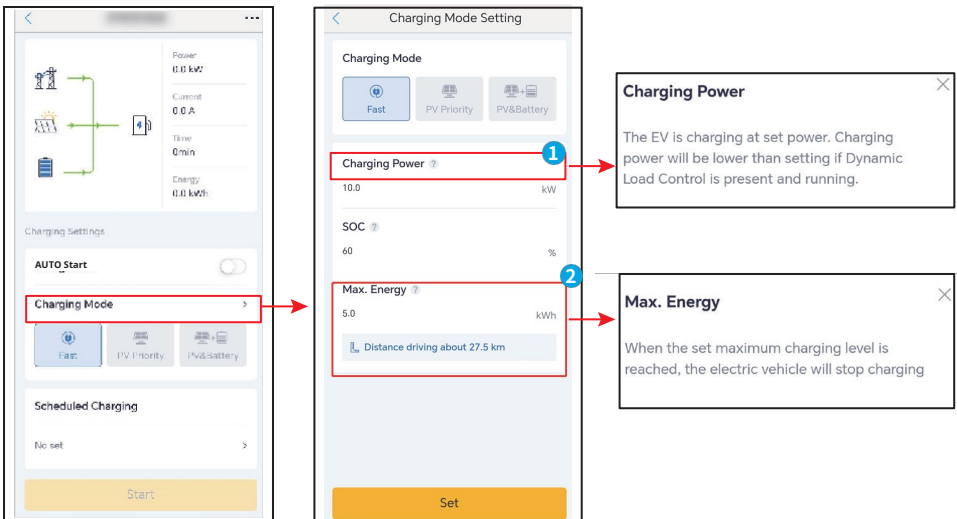 ...
Power
0.0 kW
Current
0.0 A
Time
0min
Energy
0.0 kWh
4
Charging Settings
AUTO Start
Charging Mode
Fast
PV Priority
PV&Battery
Scheduled Charging
No set
Start
Charging Mode Setting
Charging Mode
Fast
PV Priority
PV&Battery
1
Charging Power ?
10.0 kW
SOC ?
60 %
2
Max. Energy ?
5.0 kWh
Distance driving about 27.5 km
Set
Charging Power
The EV is charging at set power. Charging
power will be lower than setting if Dynamic
Load Control is present and running.
Max. Energy
When the set maximum charging level is
reached, the electric vehicle will stop charging